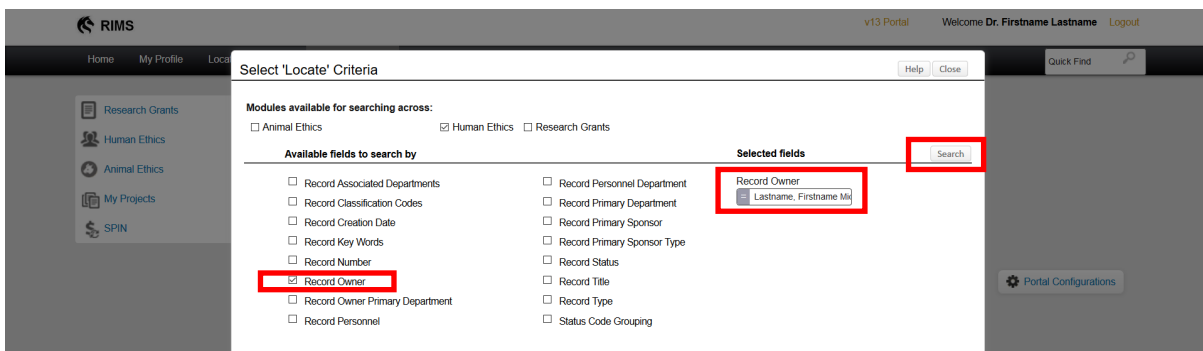 RIMS
v13 Portal Welcome Dr. Firstname Lastname Logout
Home My Profile Quick Find
Select 'Locate' Criteria Help Close
Modules available for searching across:
Animal Ethics Human Ethics Research Grants
Available fields to search by Selected fields Search
Record Associated Departments Record Personnel Department Record Owner
Record Classification Codes Record Primary Department = Lastname, Firstname
Record Creation Date Record Primary Sponsor
Record Key Words Record Primary Sponsor Type
Record Number Record Status
Record Owner Record Title
Record Owner Primary Department Record Type
Record Personnel Status Code Grouping
Research Grants
Human Ethics
Animal Ethics
My Projects
SPIN
Portal Configurations